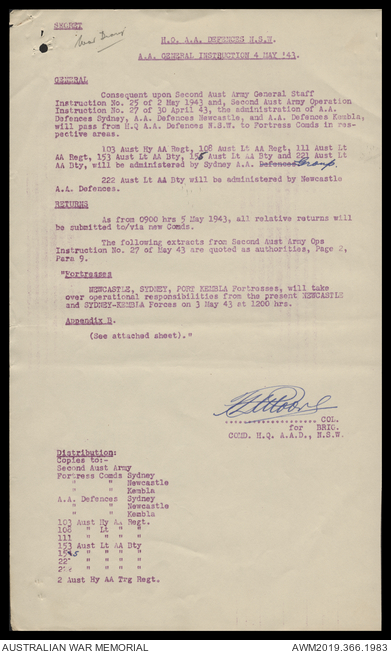 SECRET
War Diary
H.Q. A.A. DEFENCES N.S.W.
A.A. GENERAL INSTRUCTION 4 MAY '43.
GENERAL
Consequent upon Second Aust Army General Staff
Instruction No. 25 of 2 May 1943 and, Second Aust Army Operation
Instruction No. 27 of 30 April 43, the administration of A.A.
Defences Sydney, A.A. Defences Newcastle, and A.A. Defences Kembla,
will pass from H.Q A.A. Defences N.S.W. to Fortress Comds in res-
pective areas.
103 Aust Hy AA Regt, 108 Aust Lt AA Regt, 111 Aust Lt
AA Regt, 153 Aust Lt AA Bty, 155 Aust Lt AA Bty and 221 Aust Lt
AA Bty, will be administered by Sydney A.A. Defences Group.
222 Aust Lt AA Bty will be administered by Newcastle
A.A. Defences.
RETURNS
As from 0900 hrs 5 May 1943, all relative returns will
be submitted to/via new Comds.
The following extracts from Second Aust Army Ops
Instruction No. 27 of May 43 are quoted as authorities, Page 2,
Para 9.
"Fortresses
NEWCASTLE, SYDNEY, PORT KEMBLA Fortresses, will take
over operational responsibilities from the present NEWCASTLE
and SYDNEY-KEMBLA Forces on 3 May 43 at 1200 hrs.
Appendix B.
(See attached sheet)."
COL.
for BRIG.
COMD. H.Q. A.A.D., N.S.W.
Distribution:
Copies to:-
Second Aust Army
Fortress Comds Sydney
" " Newcastle
" " Kembla
A.A. Defences Sydney
" " Newcastle
" " Kembla
103 Aust Hy AA Regt.
108 " Lt " "
111 " " " "
153 Aust Lt AA Bty
155 " " " "
221 " " " "
222 " " " "
2 Aust Hy AA Trg Regt.
AUSTRALIAN WAR MEMORIAL
AWM2019.366.1983